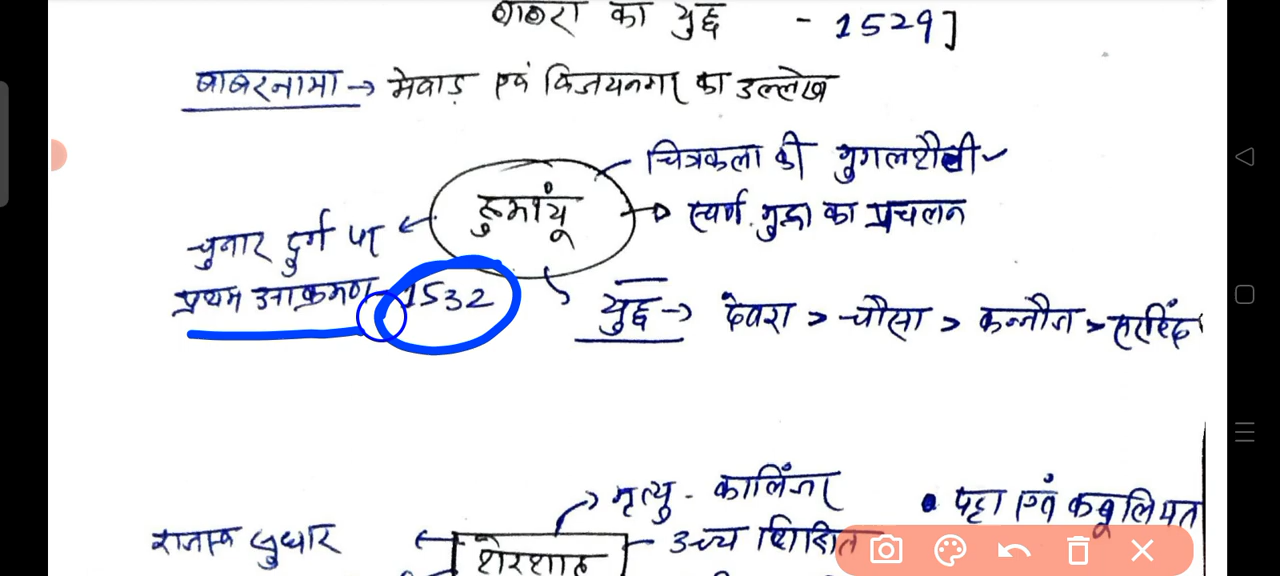 घाघरा का युद्ध - 1529]
बाबरनामा → मेवाड़ एवं विजयनगर का उल्लेख
चित्रकला की मुगलशैली ✓
हुमायूं
स्वर्ण मुद्रा का प्रचलन
चुनार दुर्ग पर
प्रथम आक्रमण 1532
युद्ध → देवरा > चौसा > कन्नौज > सरहिंद
मृत्यु - कालिंजर
• पट्टा एवं कबूलियत
राजस्व सुधार
शेरशाह
उच्च शिक्षित